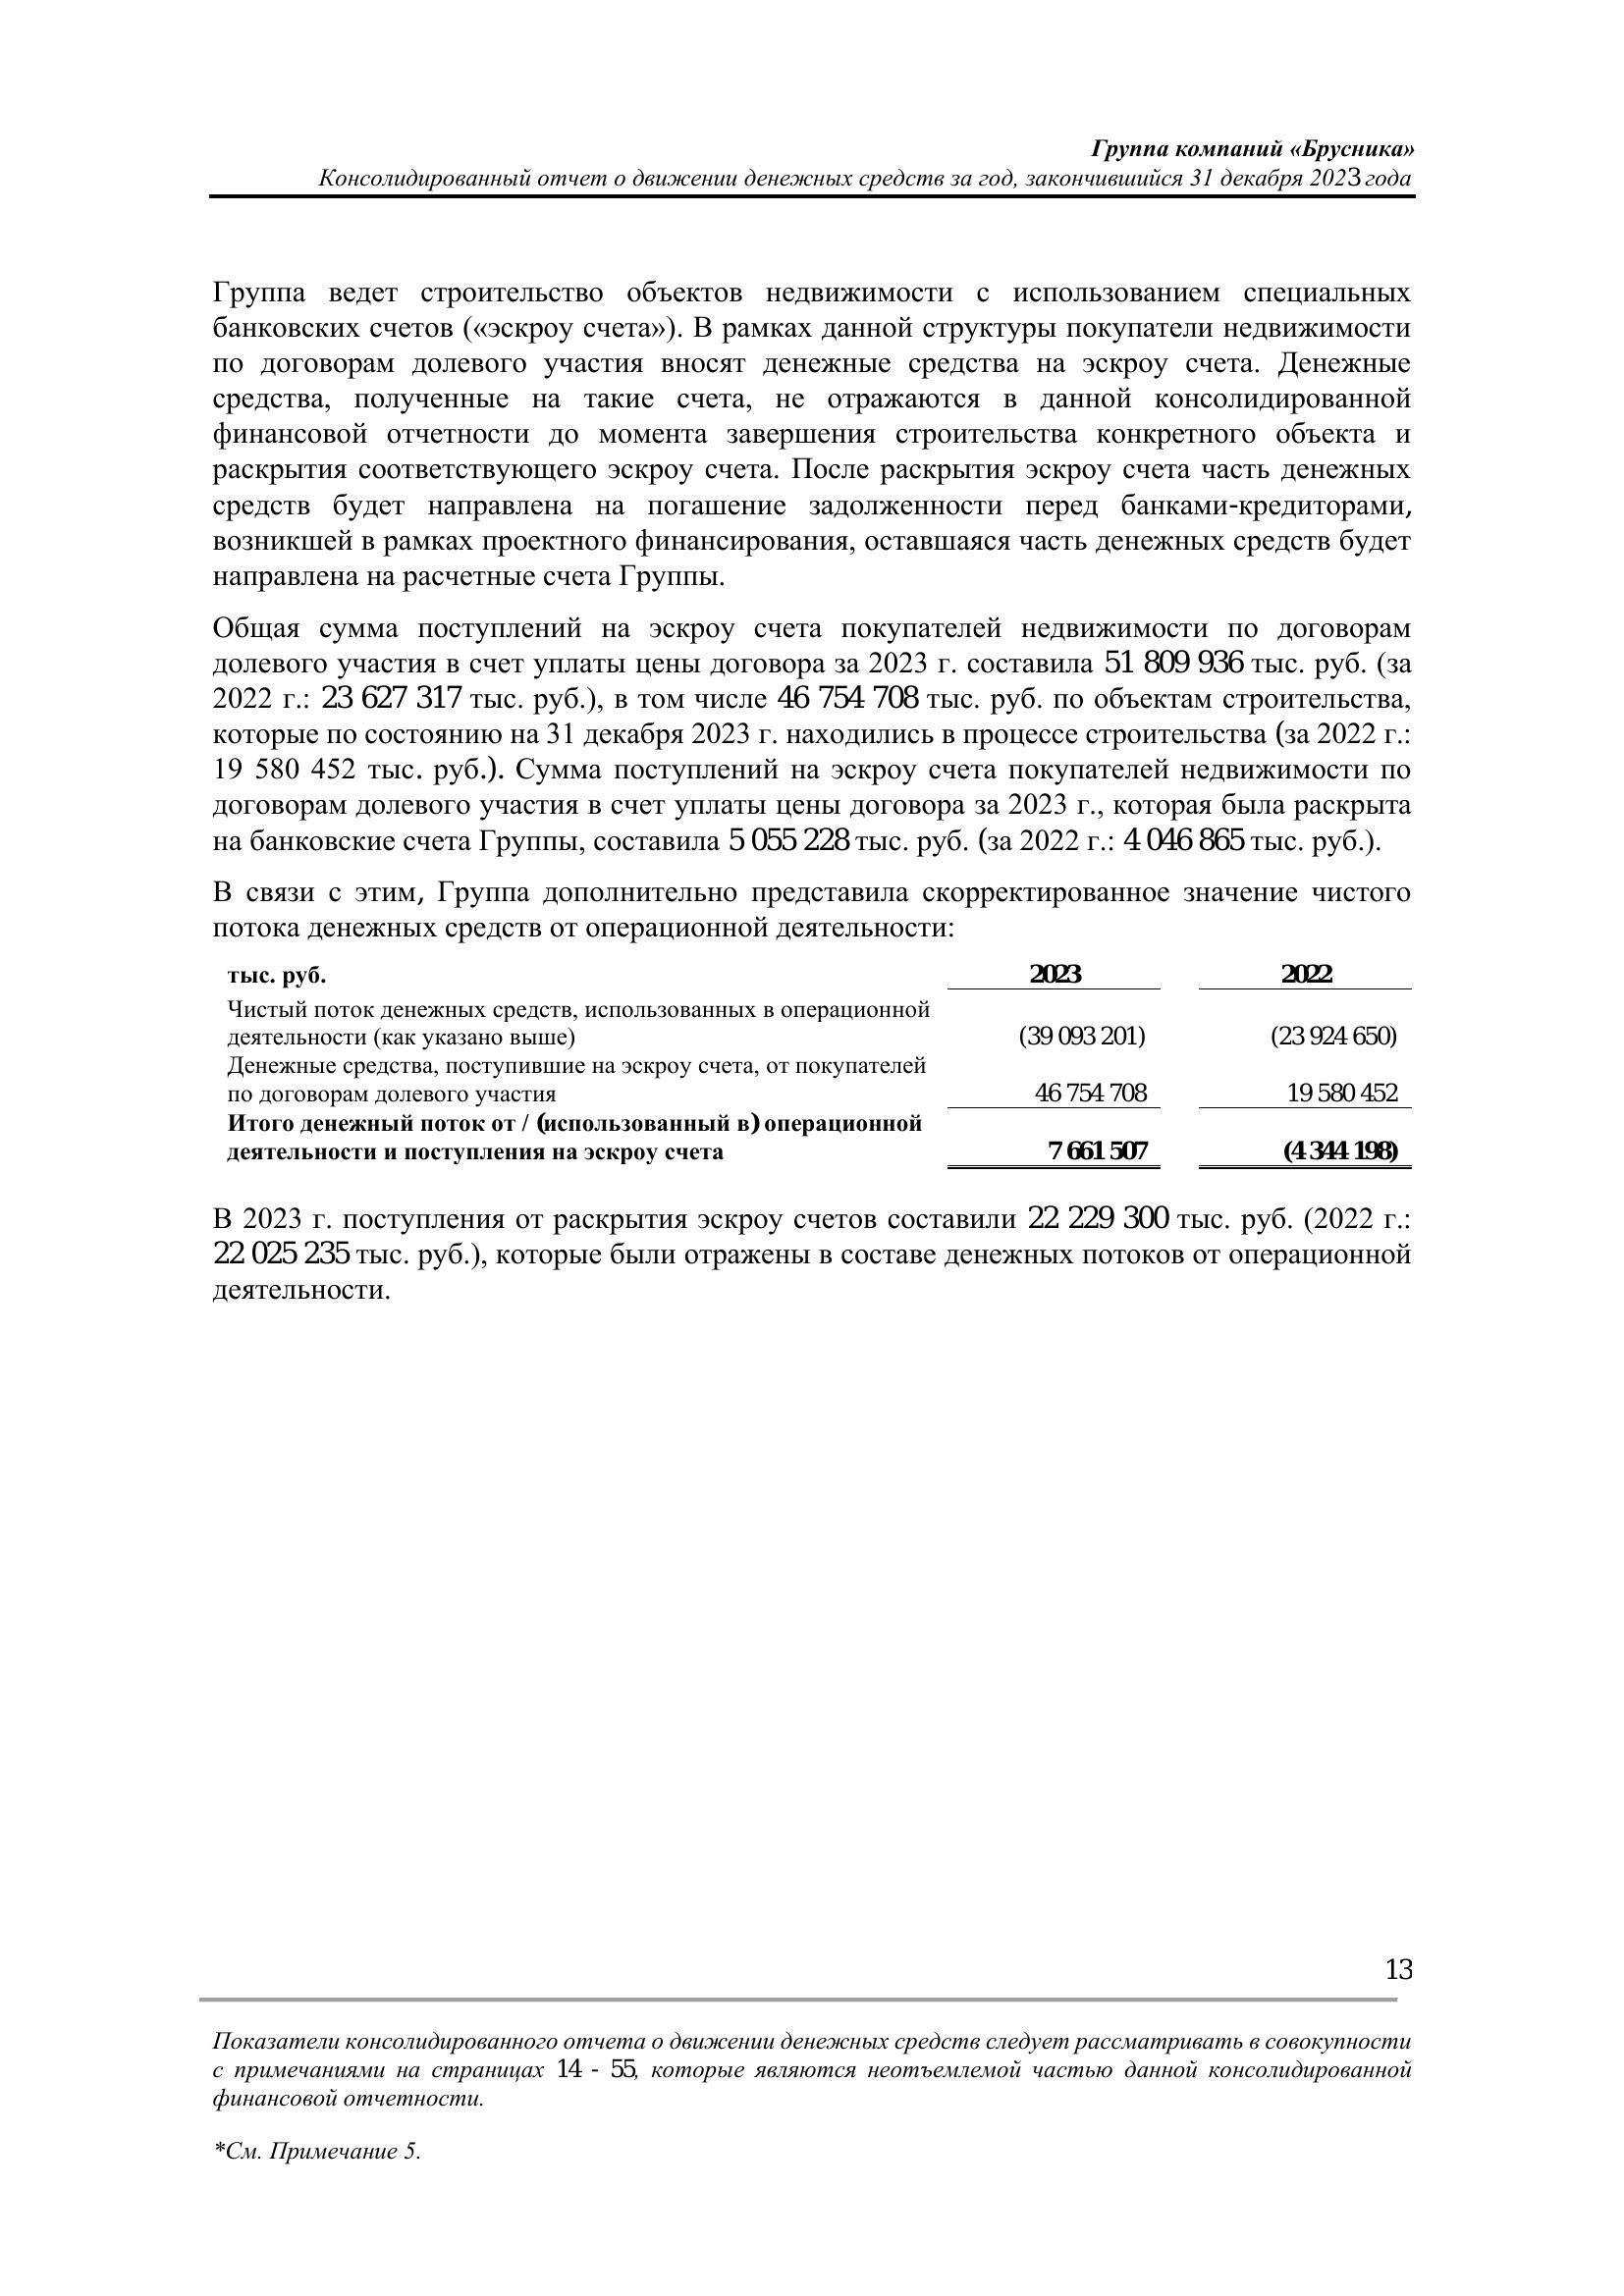 Группа компаний «Брусника»
Консолидированный отчет о движении денежных средств за год, закончившийся 31 декабря 2023 года
Группа ведет строительство объектов недвижимости с использованием специальных
банковских счетов («эскроу счета»). В рамках данной структуры покупатели недвижимости
по договорам долевого участия вносят денежные средства на эскроу счета. Денежные
средства, полученные на такие счета, не отражаются в данной консолидированной
финансовой отчетности до момента завершения строительства конкретного объекта и
раскрытия соответствующего эскроу счета. После раскрытия эскроу счета часть денежных
средств будет направлена на погашение задолженности перед банками-кредиторами,
возникшей в рамках проектного финансирования, оставшаяся часть денежных средств будет
направлена на расчетные счета Группы.
Общая сумма поступлений на эскроу счета покупателей недвижимости по договорам
долевого участия в счет уплаты цены договора за 2023 г. составила 51 809 936 тыс. руб. (за
2022 г.: 23 627 317 тыс. руб.), в том числе 46 754 708 тыс. руб. по объектам строительства,
которые по состоянию на 31 декабря 2023 г. находились в процессе строительства (за 2022 г.:
19 580 452 тыс. руб.). Сумма поступлений на эскроу счета покупателей недвижимости по
договорам долевого участия в счет уплаты цены договора за 2023 г., которая была раскрыта
на банковские счета Группы, составила 5 055 228 тыс. руб. (за 2022 г.: 4 046 865 тыс. руб.).
В связи с этим, Группа дополнительно представила скорректированное значение чистого
потока денежных средств от операционной деятельности:
тыс. руб. 2023 2022
Чистый поток денежных средств, использованных в операционной
деятельности (как указано выше) (39 093 201) (23 924 650)
Денежные средства, поступившие на эскроу счета, от покупателей
по договорам долевого участия 46 754 708 19 580 452
Итого денежный поток от / (использованный в) операционной
деятельности и поступления на эскроу счета 7 661 507 (4 344 198)
В 2023 г. поступления от раскрытия эскроу счетов составили 22 229 300 тыс. руб. (2022 г.:
22 025 235 тыс. руб.), которые были отражены в составе денежных потоков от операционной
деятельности.
13
Показатели консолидированного отчета о движении денежных средств следует рассматривать в совокупности
с примечаниями на страницах 14 - 55, которые являются неотъемлемой частью данной консолидированной
финансовой отчетности.
*См. Примечание 5.